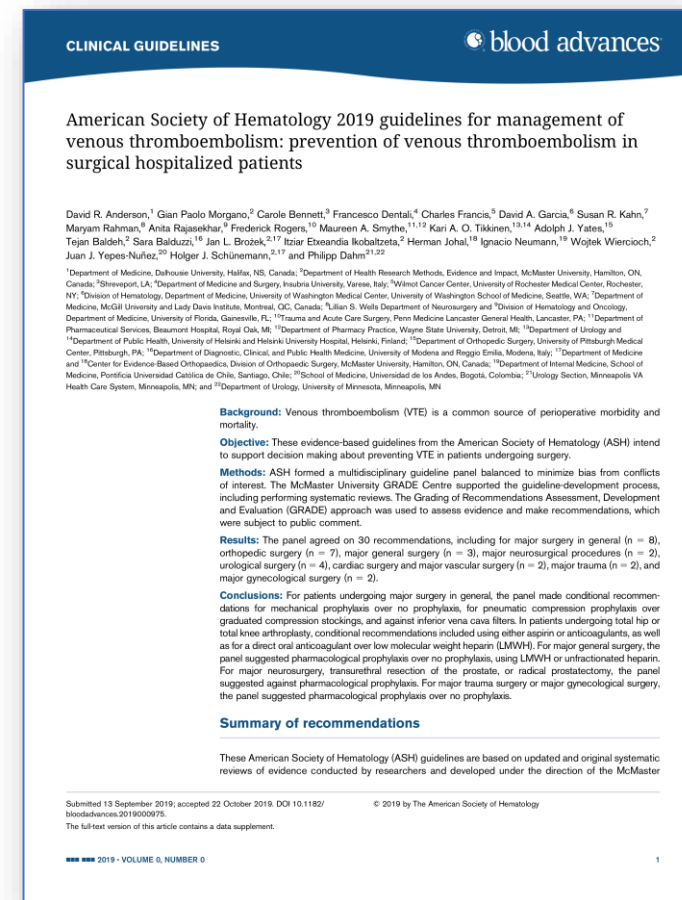 CLINICAL GUIDELINES
blood advances
American Society of Hematology 2019 guidelines for management of
venous thromboembolism: prevention of venous thromboembolism in
surgical hospitalized patients
David R. Anderson,1 Gian Paolo Morgano,2 Carole Bennett,3 Francesco Dentali,4 Charles Francis,5 David A. Garcia,6 Susan R. Kahn,7
Maryam Rahman,8 Anita Rajasekhar,9 Frederick Rogers,10 Maureen A. Smythe,11,12 Kari A. O. Tikkinen,13,14 Adolph J. Yates,15
Tejan Baldeh,2 Sara Balduzzi,16 Jan L. Brożek,2,17 Itziar Etxeandia Ikobaltzeta,2 Herman Johal,18 Ignacio Neumann,19 Wojtek Wiercioch,2
Juan J. Yepes-Nuñez,20 Holger J. Schünemann,2,17 and Philipp Dahm21,22
1Department of Medicine, Dalhousie University, Halifax, NS, Canada; 2Department of Health Research Methods, Evidence and Impact, McMaster University, Hamilton, ON,
Canada; 3Shreveport, LA; 4Department of Medicine and Surgery, Insubria University, Varese, Italy; 5Wilmot Cancer Center, University of Rochester Medical Center, Rochester,
NY; 6Division of Hematology, Department of Medicine, University of Washington Medical Center, University of Washington School of Medicine, Seattle, WA; 7Department of
Medicine, McGill University and Lady Davis Institute, Montreal, QC, Canada; 8Lillian S. Wells Department of Neurosurgery and 9Division of Hematology and Oncology,
Department of Medicine, University of Florida, Gainesville, FL; 10Trauma and Acute Care Surgery, Penn Medicine Lancaster General Health, Lancaster, PA; 11Department of
Pharmaceutical Services, Beaumont Hospital, Royal Oak, MI; 12Department of Pharmacy Practice, Wayne State University, Detroit, MI; 13Department of Urology and
14Department of Public Health, University of Helsinki and Helsinki University Hospital, Helsinki, Finland; 15Department of Orthopedic Surgery, University of Pittsburgh Medical
Center, Pittsburgh, PA; 16Department of Diagnostic, Clinical, and Public Health Medicine, University of Modena and Reggio Emilia, Modena, Italy; 17Department of Medicine
and 18Center for Evidence-Based Orthopaedics, Division of Orthopaedic Surgery, McMaster University, Hamilton, ON, Canada; 19Department of Internal Medicine, School of
Medicine, Pontificia Universidad Católica de Chile, Santiago, Chile; 20School of Medicine, Universidad de los Andes, Bogotá, Colombia; 21Urology Section, Minneapolis VA
Health Care System, Minneapolis, MN; and 22Department of Urology, University of Minnesota, Minneapolis, MN
Background: Venous thromboembolism (VTE) is a common source of perioperative morbidity and
mortality.
Objective: These evidence-based guidelines from the American Society of Hematology (ASH) intend
to support decision making about preventing VTE in patients undergoing surgery.
Methods: ASH formed a multidisciplinary guideline panel balanced to minimize bias from conflicts
of interest. The McMaster University GRADE Centre supported the guideline-development process,
including performing systematic reviews. The Grading of Recommendations Assessment, Development
and Evaluation (GRADE) approach was used to assess evidence and make recommendations, which
were subject to public comment.
Results: The panel agreed on 30 recommendations, including for major surgery in general (n = 8),
orthopedic surgery (n = 7), major general surgery (n = 3), major neurosurgical procedures (n = 2),
urological surgery (n = 4), cardiac surgery and major vascular surgery (n = 2), major trauma (n = 2), and
major gynecological surgery (n = 2).
Conclusions: For patients undergoing major surgery in general, the panel made conditional recommen-
dations for mechanical prophylaxis over no prophylaxis, for pneumatic compression prophylaxis over
graduated compression stockings, and against inferior vena cava filters. In patients undergoing total hip or
total knee arthroplasty, conditional recommendations included using either aspirin or anticoagulants, as well
as for a direct oral anticoagulant over low molecular weight heparin (LMWH). For major general surgery, the
panel suggested pharmacological prophylaxis over no prophylaxis, using LMWH or unfractionated heparin.
For major neurosurgery, transurethral resection of the prostate, or radical prostatectomy, the panel
suggested against pharmacological prophylaxis. For major trauma surgery or major gynecological surgery,
the panel suggested pharmacological prophylaxis over no prophylaxis.
Summary of recommendations
These American Society of Hematology (ASH) guidelines are based on updated and original systematic
reviews of evidence conducted by researchers and developed under the direction of the McMaster
Submitted 13 September 2019; accepted 22 October 2019. DOI 10.1182/
bloodadvances.2019000975.
The full-text version of this article contains a data supplement.
© 2019 by The American Society of Hematology
■■■ ■■■ 2019 • VOLUME 0, NUMBER 0
1